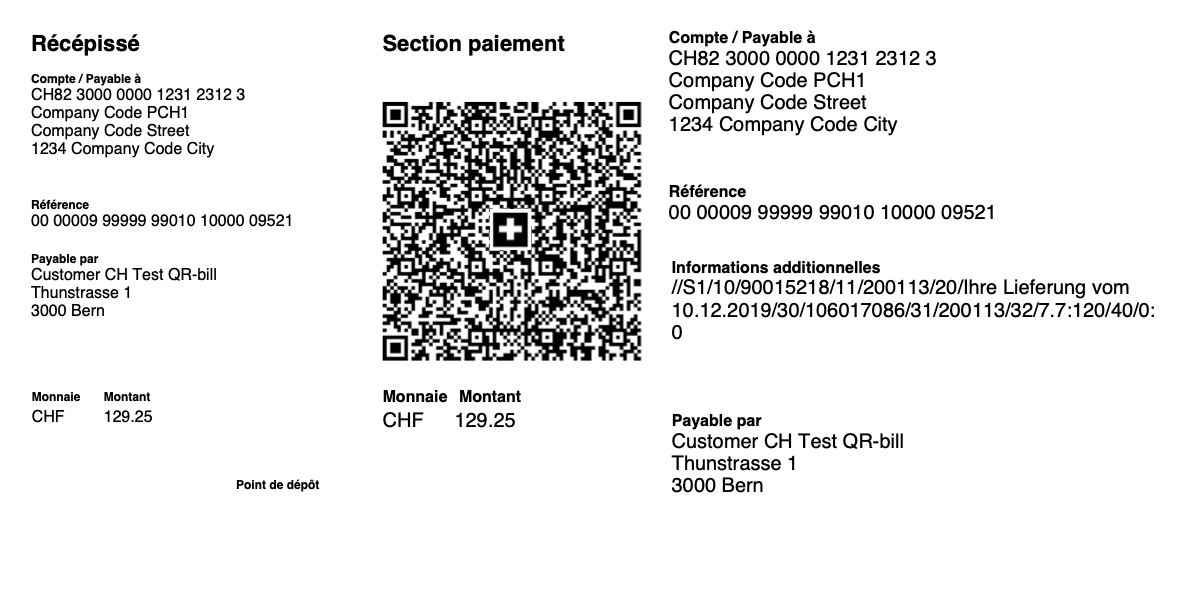 Récépissé
Compte / Payable à
CH82 3000 0000 1231 2312 3
Company Code PCH1
Company Code Street
1234 Company Code City
Référence
00 00009 99999 99010 10000 09521
Payable par
Customer CH Test QR-bill
Thunstrasse 1
3000 Bern
Monnaie Montant
CHF 129.25
Point de dépôt
Section paiement
Monnaie Montant
CHF 129.25
Compte / Payable à
CH82 3000 0000 1231 2312 3
Company Code PCH1
Company Code Street
1234 Company Code City
Référence
00 00009 99999 99010 10000 09521
Informations additionnelles
//S1/10/90015218/11/200113/20/Ihre Lieferung vom
10.12.2019/30/106017086/31/200113/32/7.7:120/40/0:
0
Payable par
Customer CH Test QR-bill
Thunstrasse 1
3000 Bern